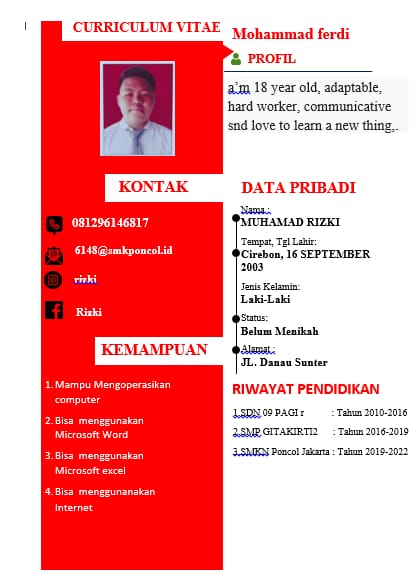 CURRICULUM VITAE
Mohammad ferdi
PROFIL
a'm 18 year old, adaptable,
hard worker, communicative
snd love to learn a new thing,.
KONTAK
081296146817
6148@smkponcol.id
rizki
Rizki
KEMAMPUAN
1. Mampu Mengoperasikan
computer
2. Bisa menggunakan
Microsoft Word
3. Bisa menggunakan
Microsoft excel
4. Bisa menggunanakan
Internet
DATA PRIBADI
Nama :
MUHAMAD RIZKI
Tempat, Tgl Lahir:
Cirebon, 16 SEPTEMBER
2003
Jenis Kelamin:
Laki-Laki
Status:
Belum Menikah
Alamat :
JL. Danau Sunter
RIWAYAT PENDIDIKAN
1.SDN 09 PAGI r : Tahun 2010-2016
2.SMP GITAKIRTI2 : Tahun 2016-2019
3.SMKN Poncol Jakarta : Tahun 2019-2022